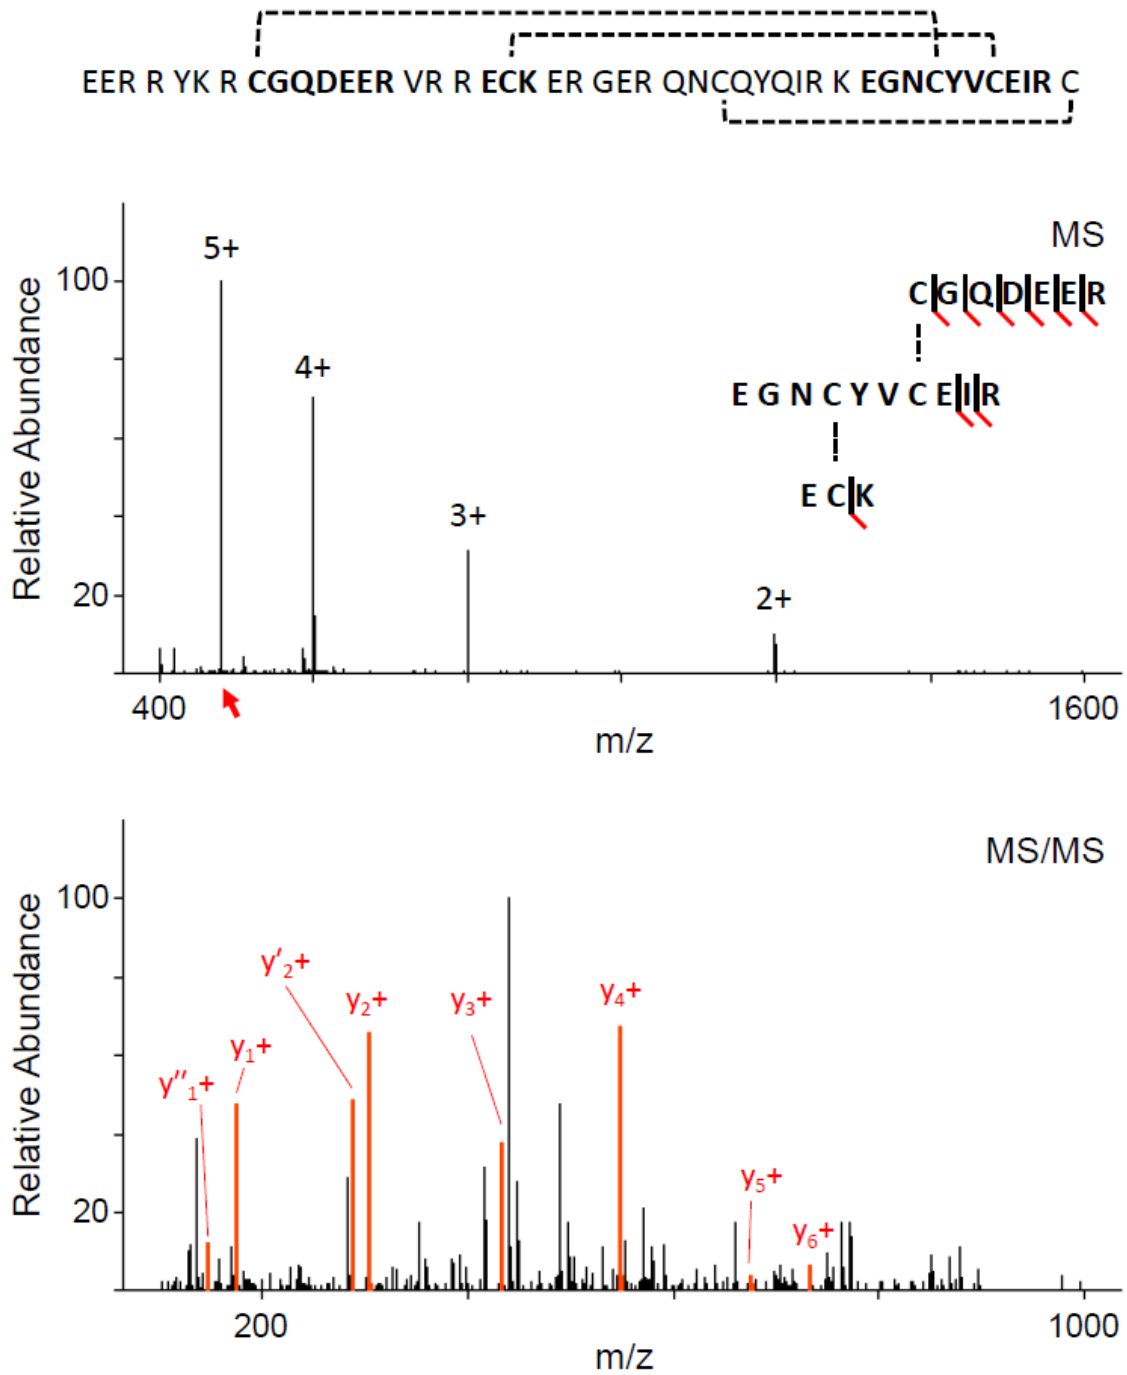 EER R YK R CGQDEER VR R ECK ER GER QNCQYQIR K EGNCYVCEIR C
MS
Relative Abundance
100
20
5+
4+
3+
2+
CGQDEER
EGNCYVCEIR
ECK
400
1600
m/z
MS/MS
Relative Abundance
100
20
y''₁+
y₁+
y'₂+
y₂+
y₃+
y₄+
y₅+
y₆+
200
1000
m/z